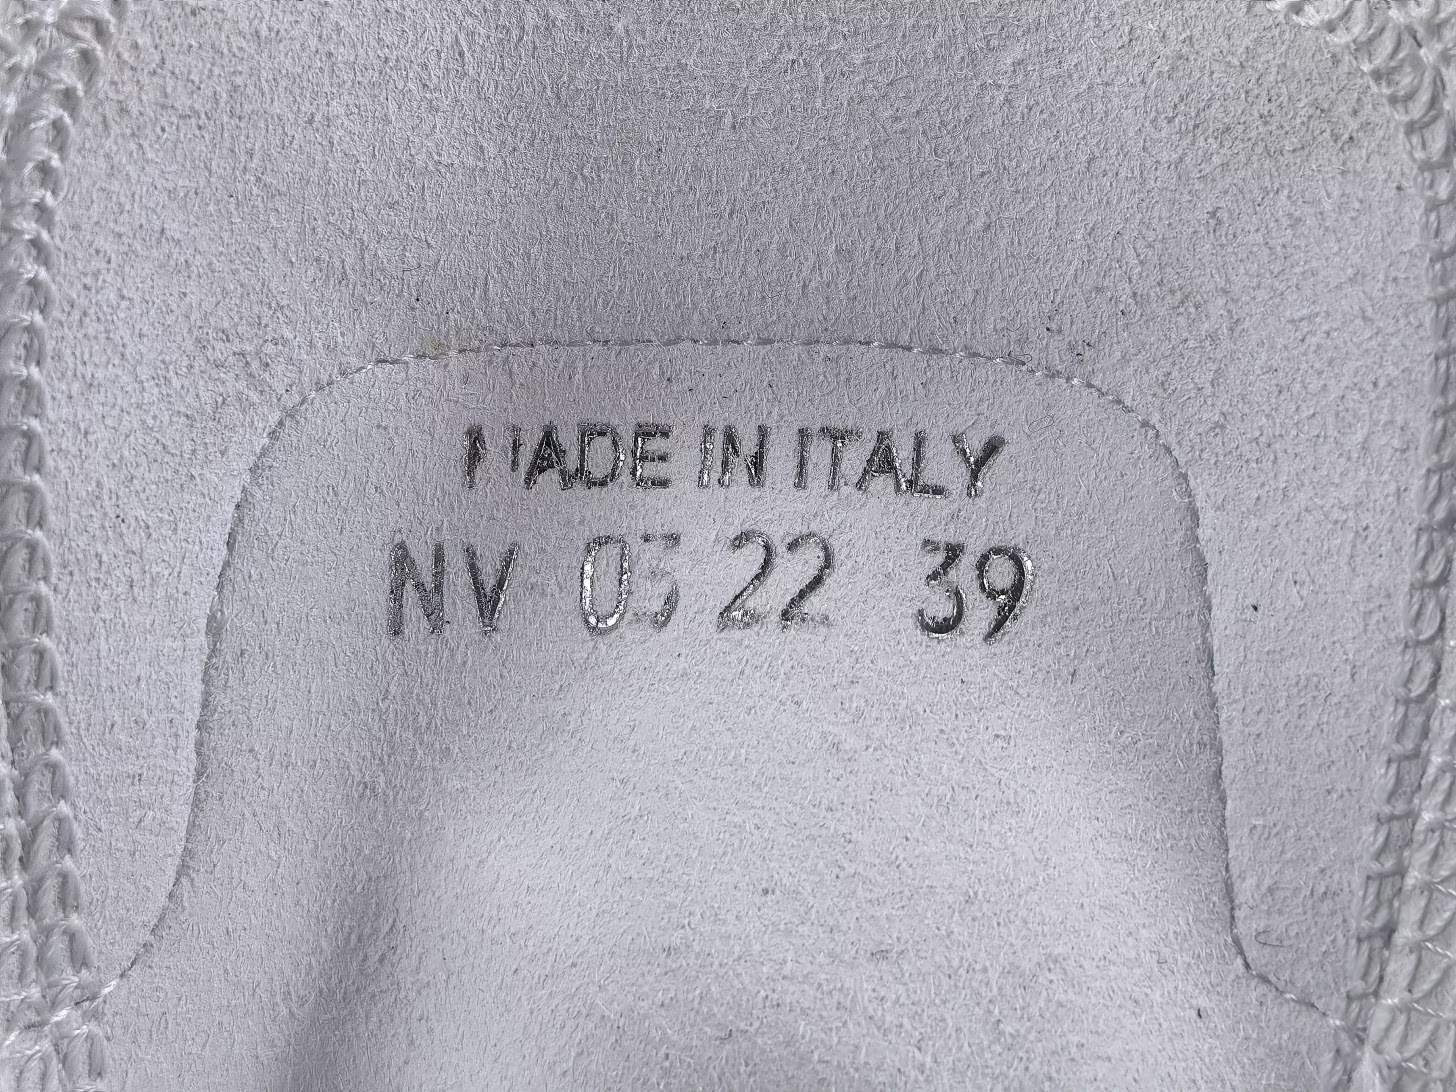 MADE IN ITALY
NV 03 22 39